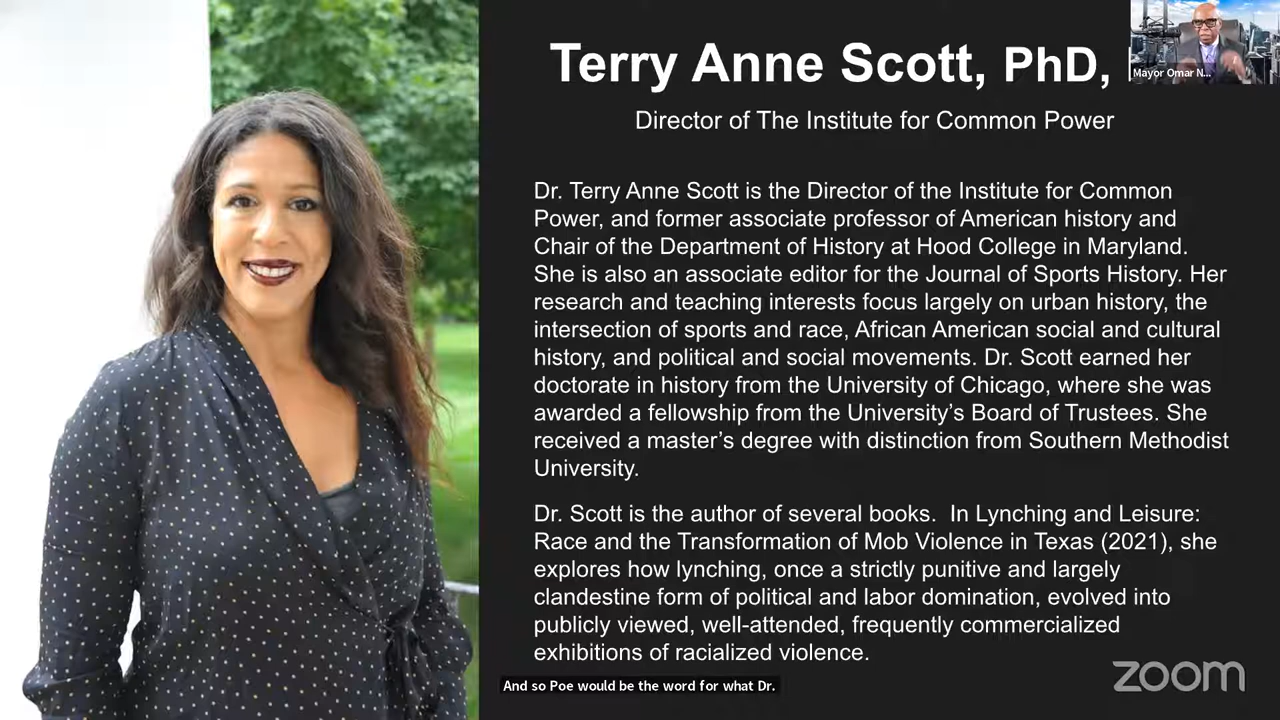 Terry Anne Scott, PhD,
Mayor Omar N...
Director of The Institute for Common Power
Dr. Terry Anne Scott is the Director of the Institute for Common
Power, and former associate professor of American history and
Chair of the Department of History at Hood College in Maryland.
She is also an associate editor for the Journal of Sports History. Her
research and teaching interests focus largely on urban history, the
intersection of sports and race, African American social and cultural
history, and political and social movements. Dr. Scott earned her
doctorate in history from the University of Chicago, where she was
awarded a fellowship from the University’s Board of Trustees. She
received a master’s degree with distinction from Southern Methodist
University.
Dr. Scott is the author of several books.  In Lynching and Leisure:
Race and the Transformation of Mob Violence in Texas (2021), she
explores how lynching, once a strictly punitive and largely
clandestine form of political and labor domination, evolved into
publicly viewed, well-attended, frequently commercialized
exhibitions of racialized violence.
And so Poe would be the word for what Dr.
zoom